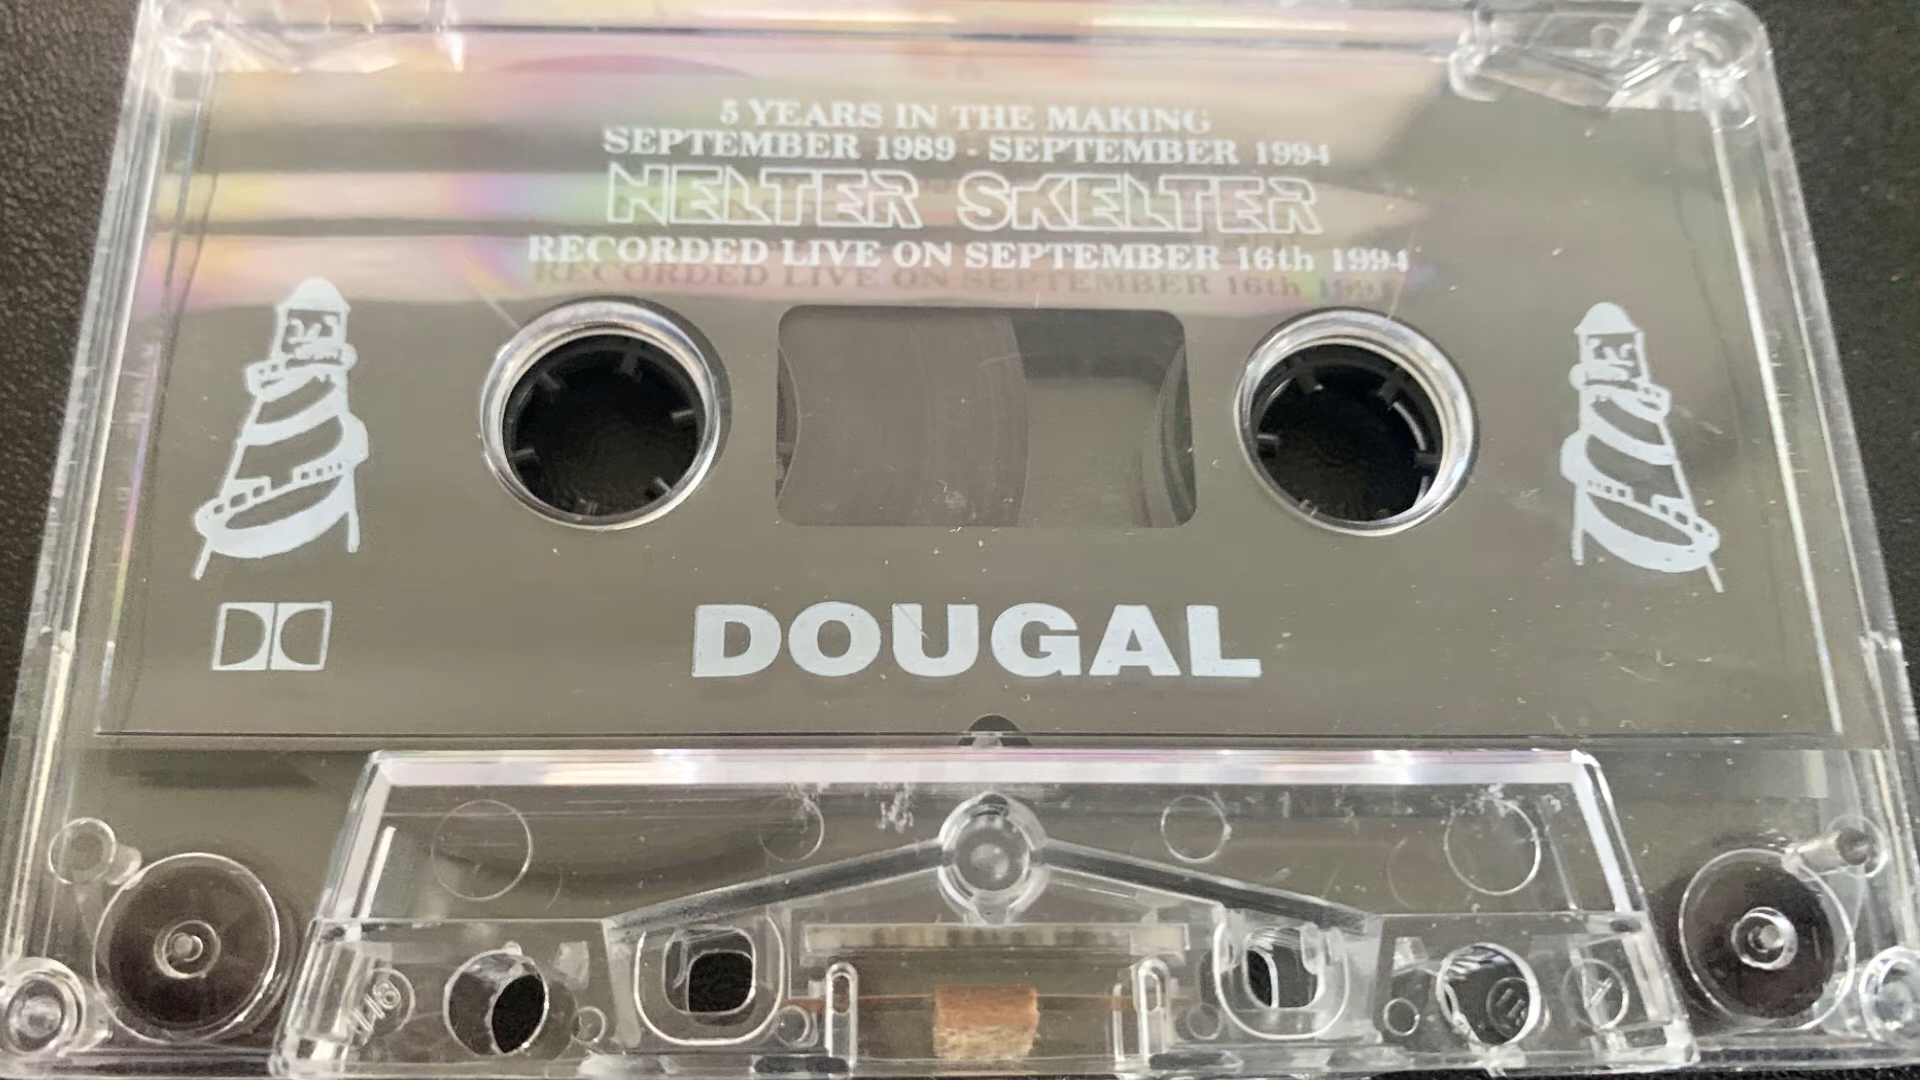 5 YEARS IN THE MAKING
SEPTEMBER 1989 - SEPTEMBER 1994
HELTER SKELTER
RECORDED LIVE ON SEPTEMBER 16th 1994
DOUGAL